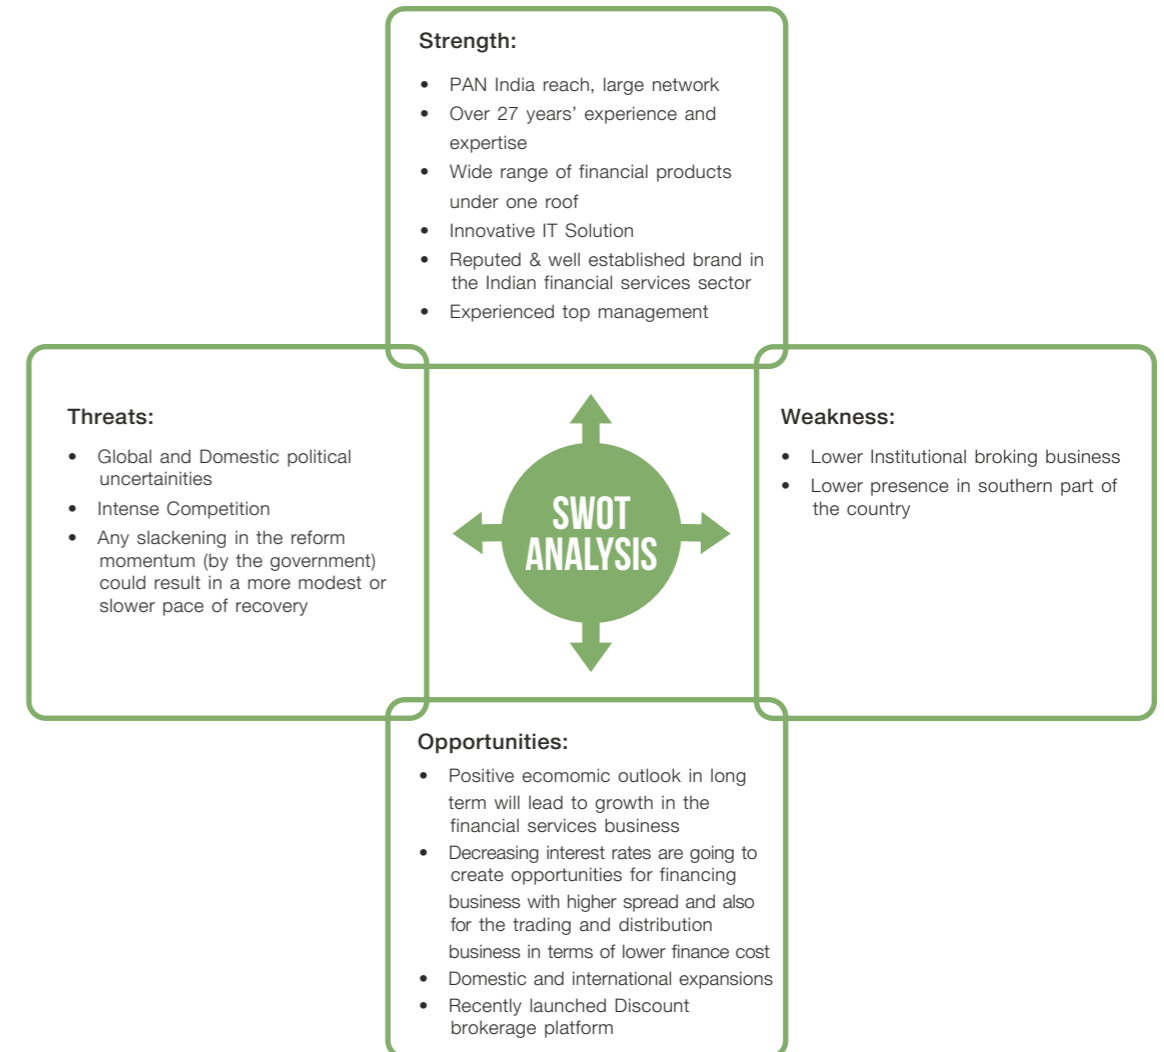 Strength:
• PAN India reach, large network
• Over 27 years’ experience and
expertise
• Wide range of financial products
under one roof
• Innovative IT Solution
• Reputed & well established brand in
the Indian financial services sector
• Experienced top management
Threats:
• Global and Domestic political
uncertainities
• Intense Competition
• Any slackening in the reform
momentum (by the government)
could result in a more modest or
slower pace of recovery
SWOT
ANALYSIS
Weakness:
• Lower Institutional broking business
• Lower presence in southern part of
the country
Opportunities:
• Positive ecomomic outlook in long
term will lead to growth in the
financial services business
• Decreasing interest rates are going to
create opportunities for financing
business with higher spread and also
for the trading and distribution
business in terms of lower finance cost
• Domestic and international expansions
• Recently launched Discount
brokerage platform